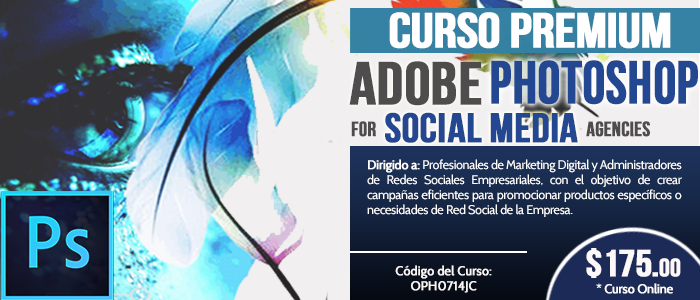 CURSO PREMIUM
ADOBE PHOTOSHOP
FOR SOCIAL MEDIA AGENCIES
Dirigido a: Profesionales de Marketing Digital y Administradores
de Redes Sociales Empresariales, con el objetivo de crear
campañas eficientes para promocionar productos específicos o
necesidades de Red Social de la Empresa.
Ps
Código del Curso:
OPH0714JC
$175.00
* Curso Online